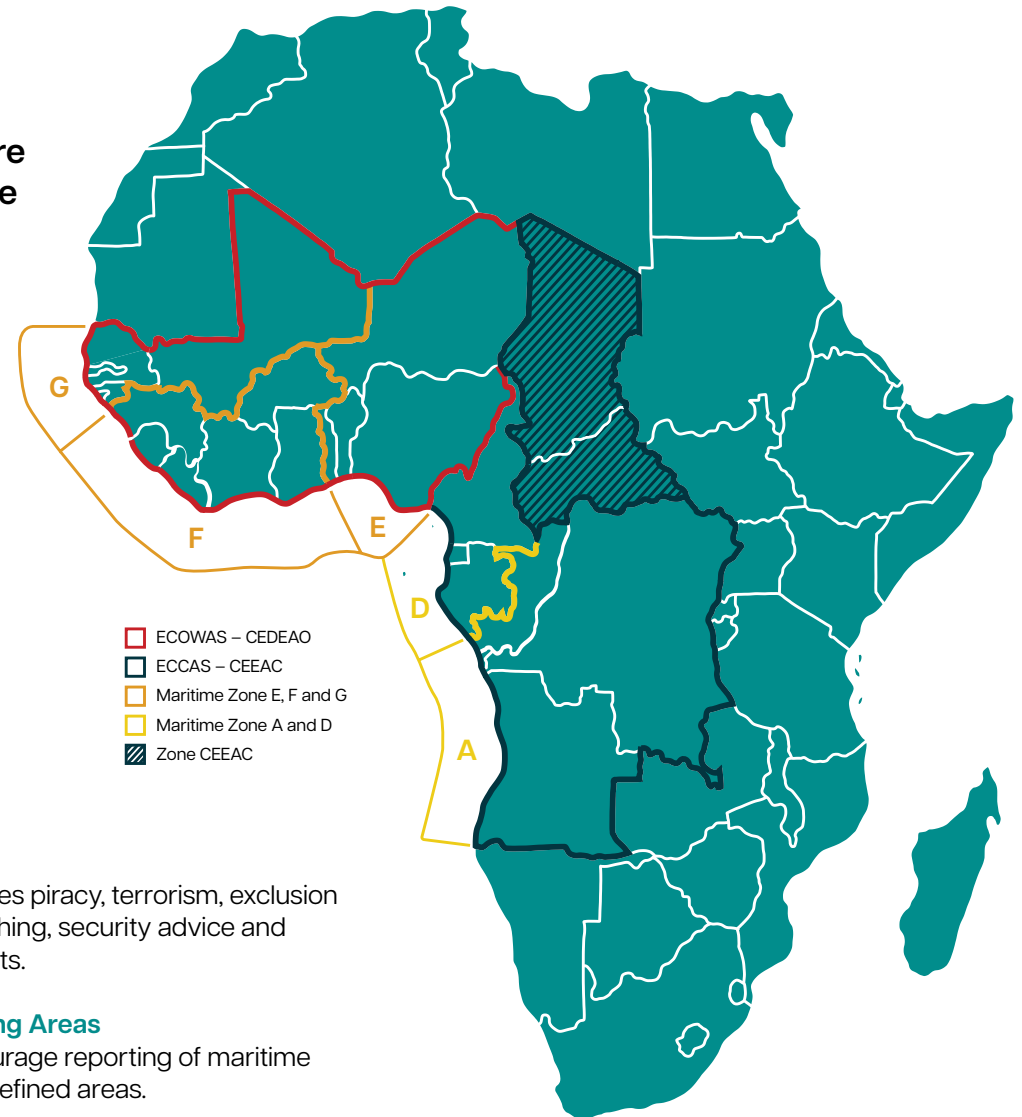 re
e
G
F
E
D
A
ECOWAS – CEDEAO
ECCAS – CEEAC
Maritime Zone E, F and G
Maritime Zone A and D
Zone CEEAC
es piracy, terrorism, exclusion
hing, security advice and
ts.
ng Areas
urage reporting of maritime
efined areas.